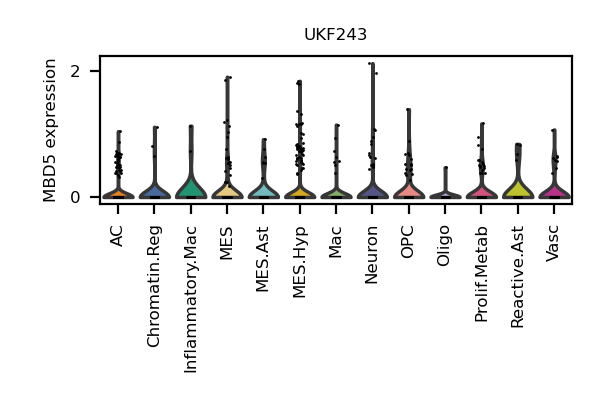 UKF243
MBD5 expression
2
0
AC
Chromatin.Reg
Inflammatory.Mac
MES
MES.Ast
MES.Hyp
Mac
Neuron
OPC
Oligo
Prolif.Metab
Reactive.Ast
Vasc